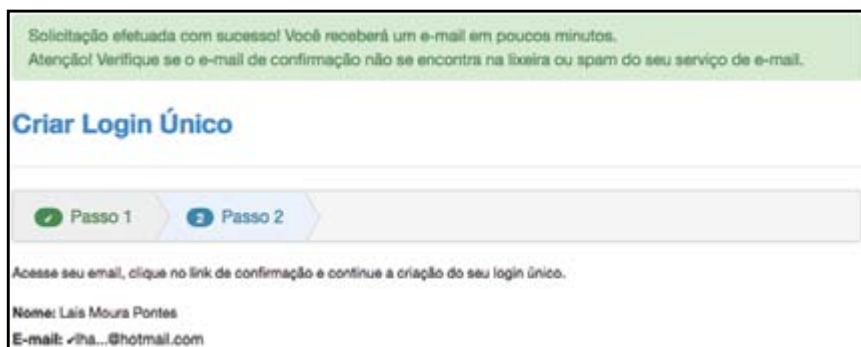 Solicitação efetuada com sucesso! Você receberá um e-mail em poucos minutos.
Atenção! Verifique se o e-mail de confirmação não se encontra na lixeira ou spam do seu serviço de e-mail.
Criar Login Único
✓ Passo 1 2 Passo 2
Acesse seu email, clique no link de confirmação e continue a criação do seu login único.
Nome: Lais Moura Pontes
E-mail: lha...@hotmail.com